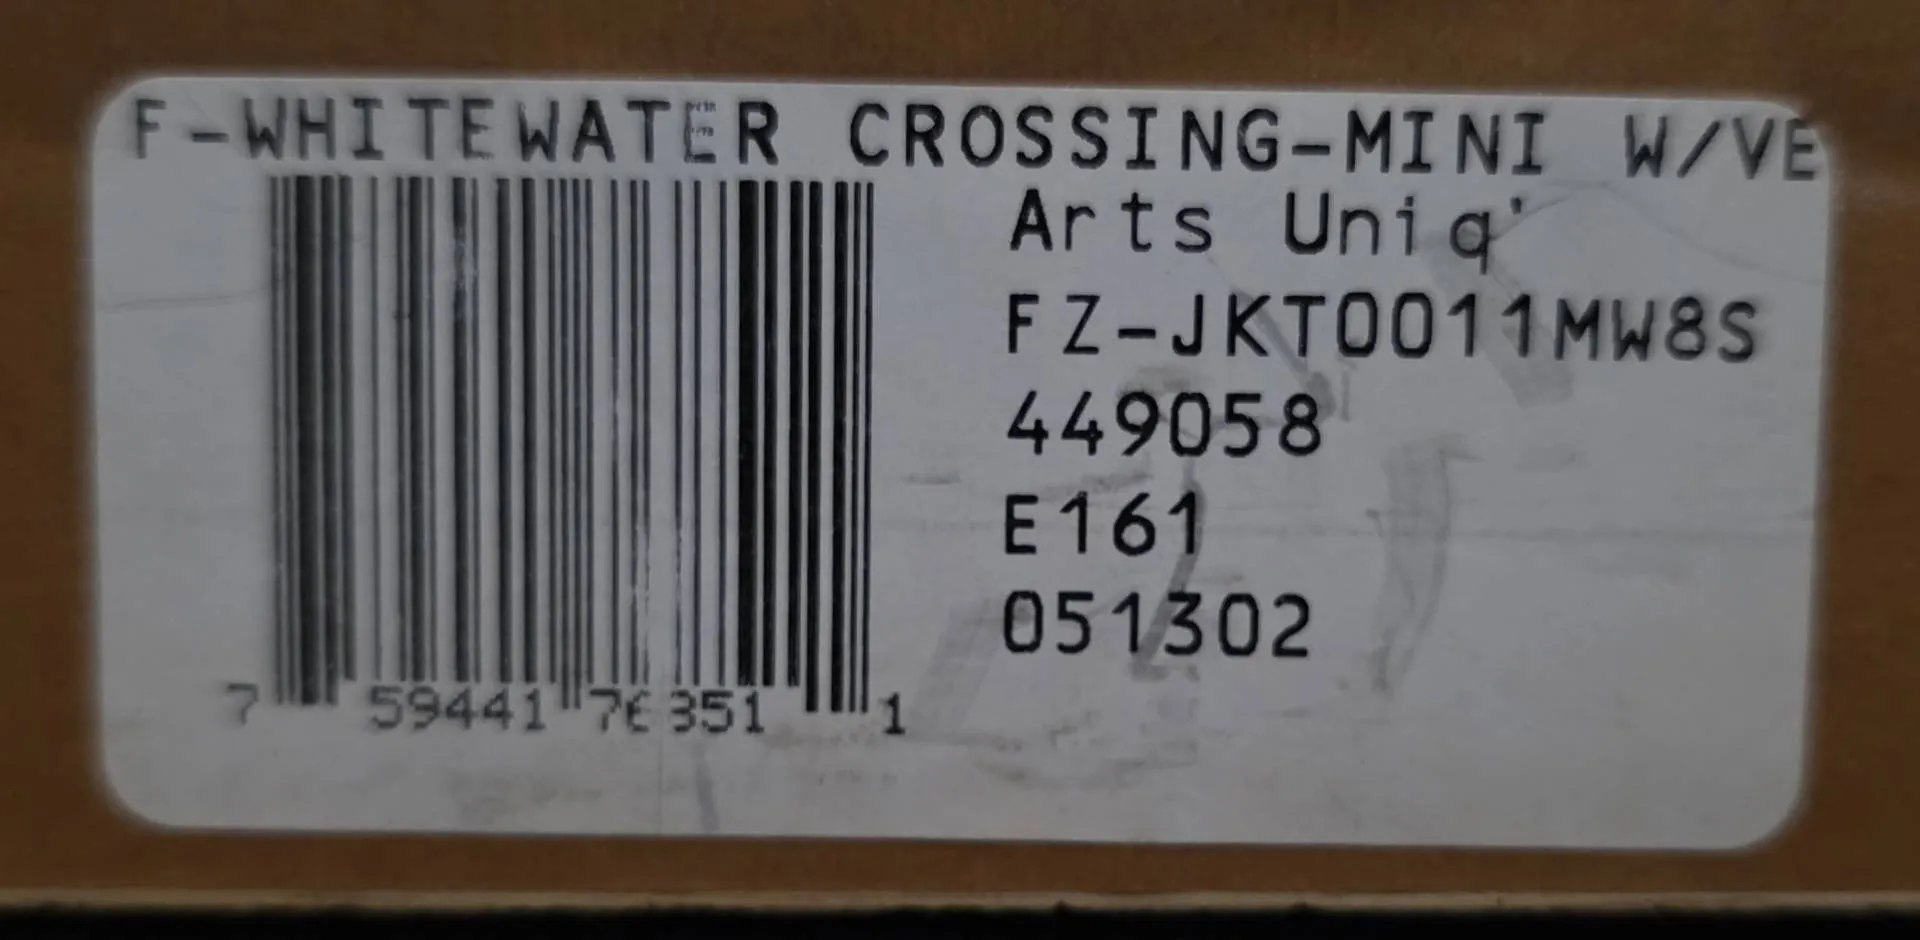 F-WHITEWATER CROSSING-MINI W/VE
Arts Uniq'
FZ-JKT0011MW8S
449058
E161
051302
7 59441 76351 1